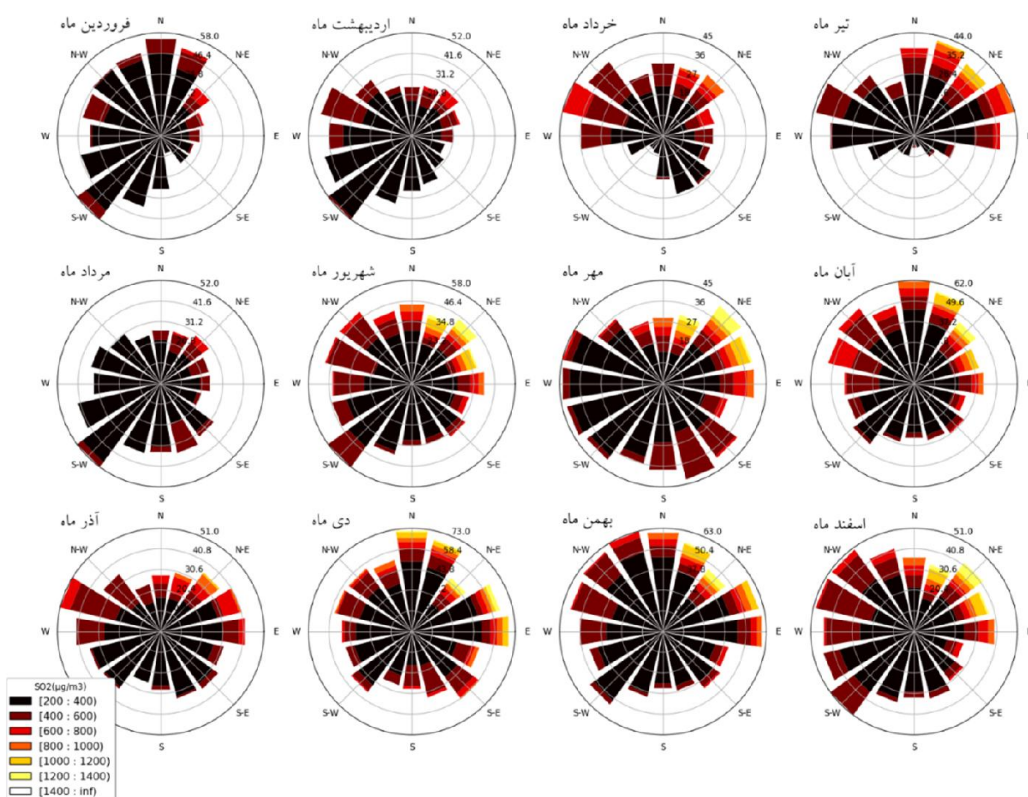 فروردین ماه
N
58.0
46.4
N-W
N-E
W
E
S-W
S-E
S
اردیبهشت ماه
N
52.0
41.6
31.2
N-W
N-E
W
E
S-W
S-E
S
خرداد ماه
N
45
36
27
N-W
N-E
W
E
S-W
S-E
S
تیر ماه
N
44.0
35.2
N-W
N-E
W
S-W
S-E
S
مرداد ماه
N
52.0
41.6
31.2
N-W
N-E
W
E
S-W
S-E
S
شهریور ماه
N
58.0
46.4
34.8
N-W
N-E
W
E
S-W
S-E
S
مهر ماه
N
45
36
27
N-W
N-E
W
E
S-W
S-E
S
آبان ماه
N
62.0
49.6
N-W
N-E
W
S-W
S-E
S
آذر ماه
N
51.0
40.8
30.6
N-W
N-E
W
E
S-W
S-E
S
دی ماه
N
73.0
58.4
N-W
N-E
W
E
S-W
S-E
S
بهمن ماه
N
63.0
50.4
N-W
N-E
W
E
S-W
S-E
S
اسفند ماه
N
51.0
40.8
30.6
N-W
N-E
W
S-W
S-E
S
SO2(µg/m3)
[200 : 400)
[400 : 600)
[600 : 800)
[800 : 1000)
[1000 : 1200)
[1200 : 1400)
[1400 : inf)